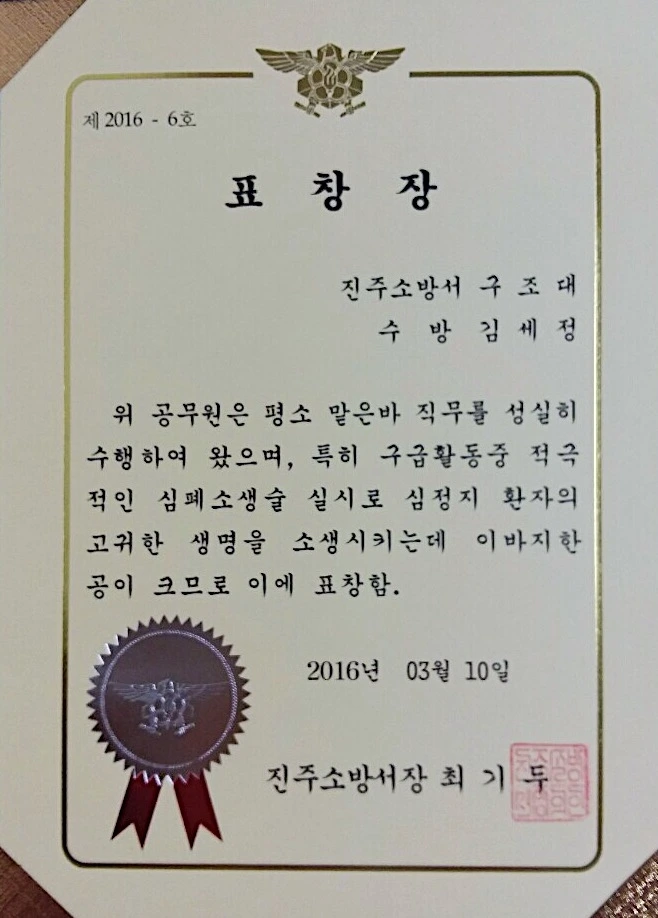 제 2016 - 6호
표 창 장
진주소방서 구 조 대
수 방 김 세 정
위 공무원은 평소 맡은바 직무를 성실히
수행하여 왔으며, 특히 구급활동중 적극
적인 심폐소생술 실시로 심정지 환자의
고귀한 생명을 소생시키는데 이바지한
공이 크므로 이에 표창함.
2016년 03월 10일
진주소방서장 최 기 두